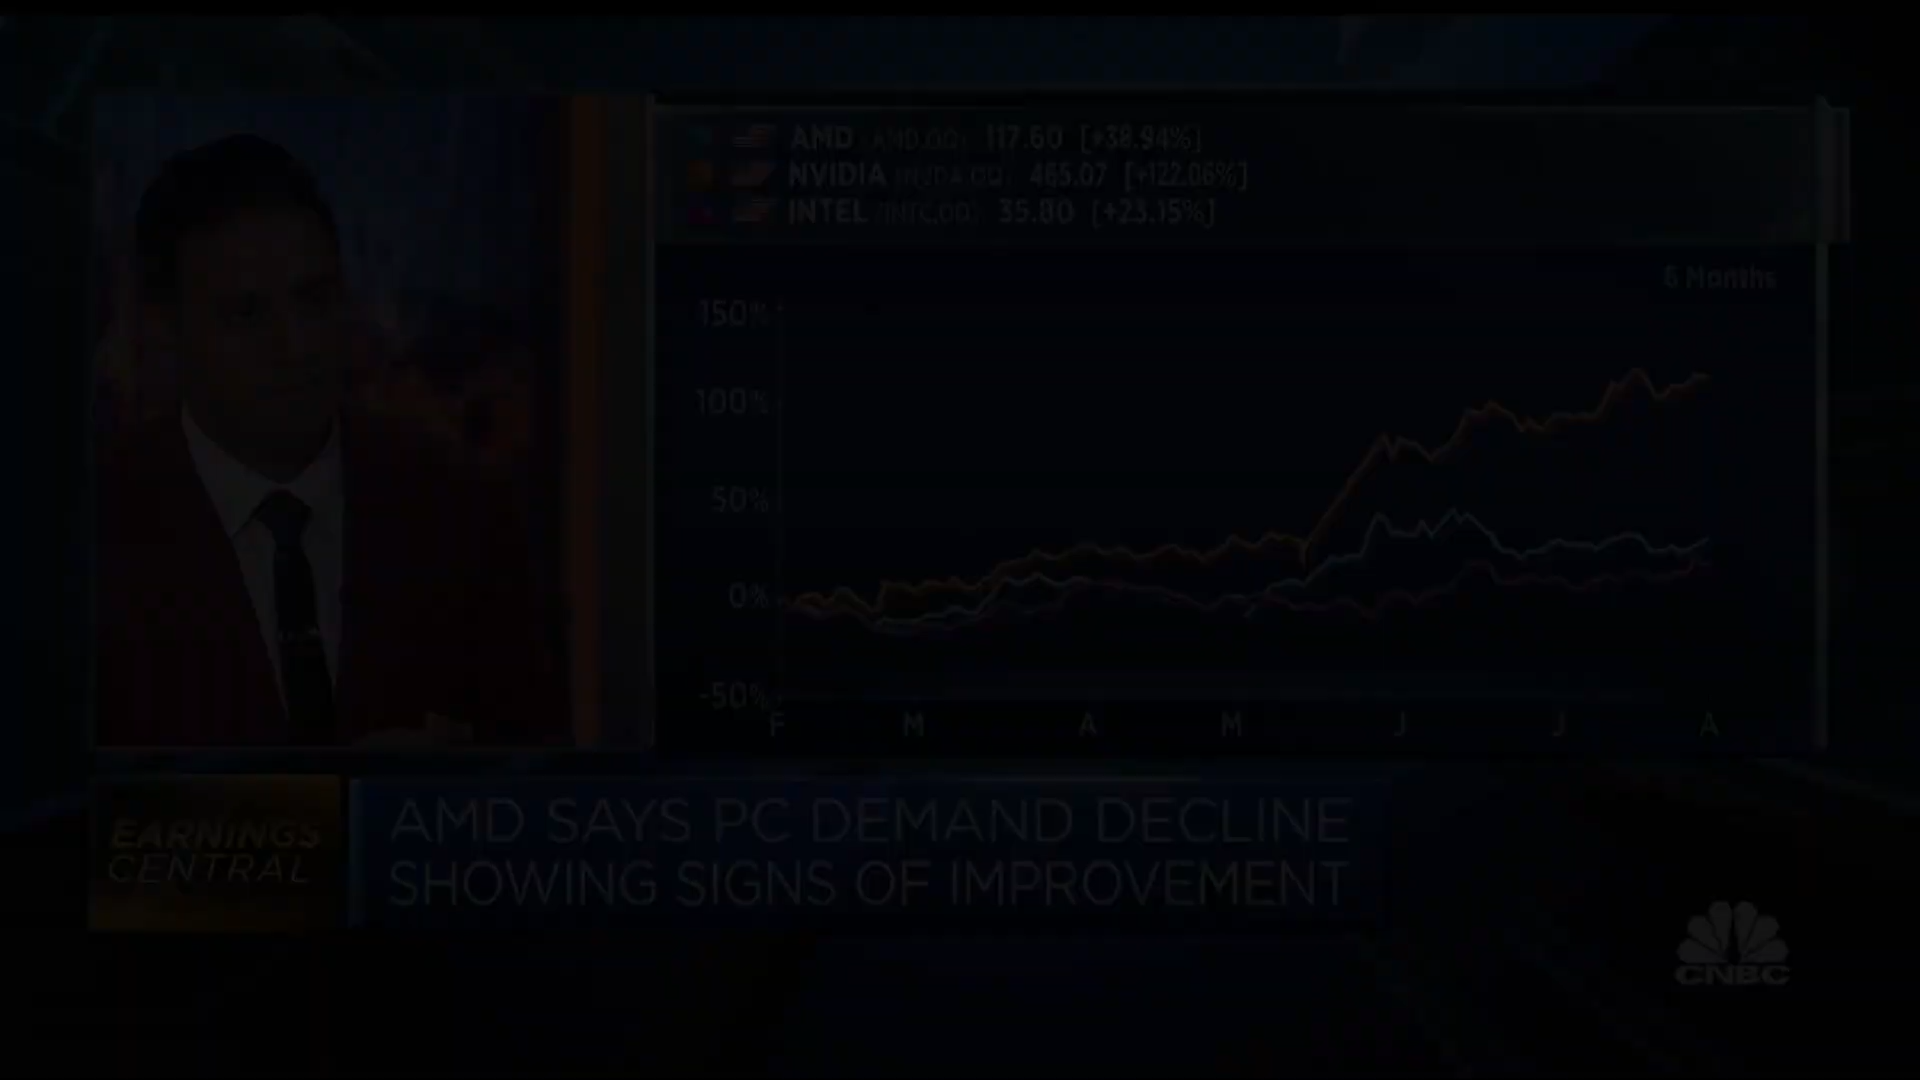 AMD (AMD.OQ) 117.60 [+38.94%]
NVIDIA (NVDA.OQ) 465.07 [+122.06%]
INTEL (INTC.OQ) 35.80 [+23.15%]
6 Months
150%
100%
50%
0%
-50%
F M A M J J A
EARNINGS
CENTRAL
AMD SAYS PC DEMAND DECLINE
SHOWING SIGNS OF IMPROVEMENT
CNBC